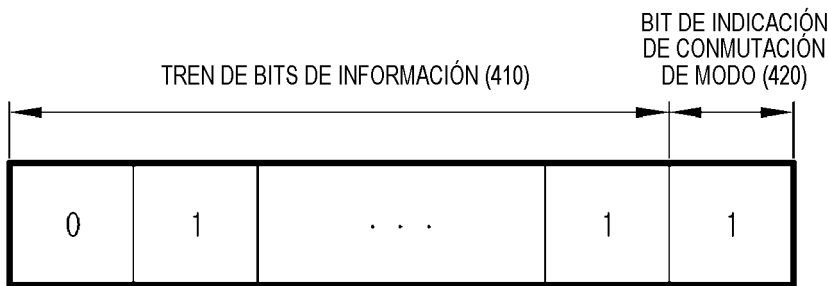 BIT DE INDICACIÓN
DE CONMUTACIÓN
DE MODO (420)
TREN DE BITS DE INFORMACIÓN (410)
0 1 . . . 1 1